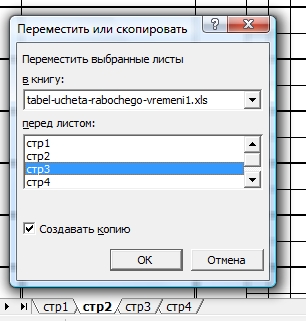 Переместить или скопировать
Переместить выбранные листы
в книгу:
tabel-ucheta-rabochego-vremeni1.xls
перед листом:
стр1
стр2
стр3
стр4
Создавать копию
ОК
Отмена
стр1 стр2 стр3 стр4